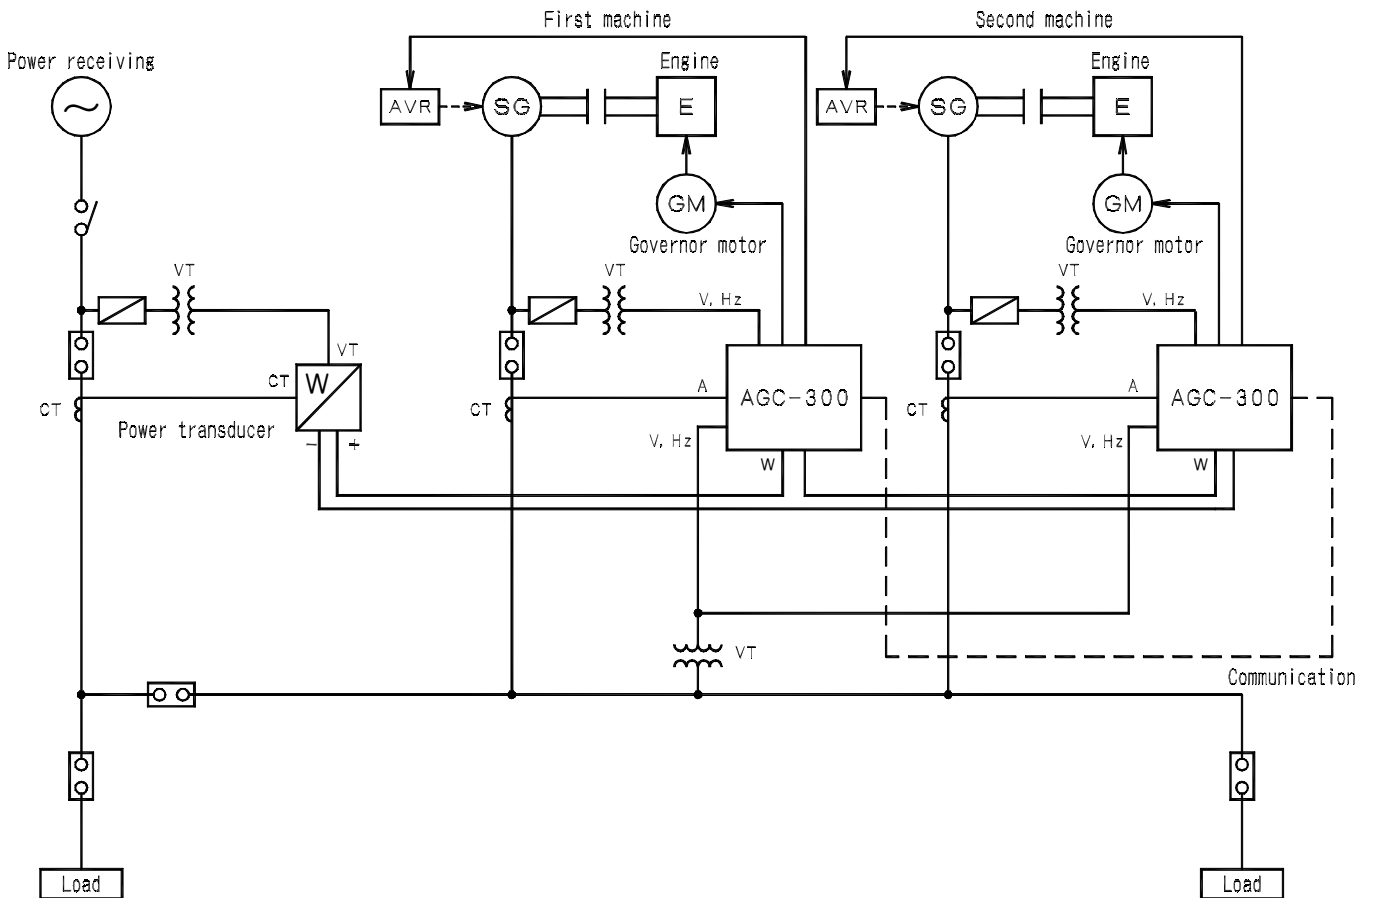 First machine
Second machine
Power receiving
Engine
Engine
AVR
SG
E
AVR
SG
E
GM
GM
Governor motor
Governor motor
VT
VT
VT
V, Hz
V, Hz
VT
CT
W
A
AGC-300
A
AGC-300
CT
CT
CT
Power transducer
- +
V, Hz
V, Hz
W
W
VT
Communication
Load
Load